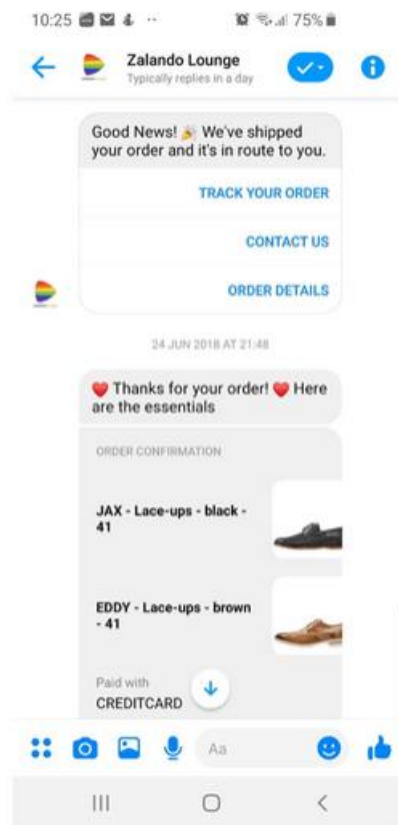 10:25
75%
Zalando Lounge
Typically replies in a day
Good News! 🎉 We've shipped
your order and it's in route to you.
TRACK YOUR ORDER
CONTACT US
ORDER DETAILS
24 JUN 2018 AT 21:48
❤️ Thanks for your order! ❤️ Here
are the essentials
ORDER CONFIRMATION
JAX - Lace-ups - black -
41
EDDY - Lace-ups - brown
- 41
Paid with
CREDITCARD
Aa